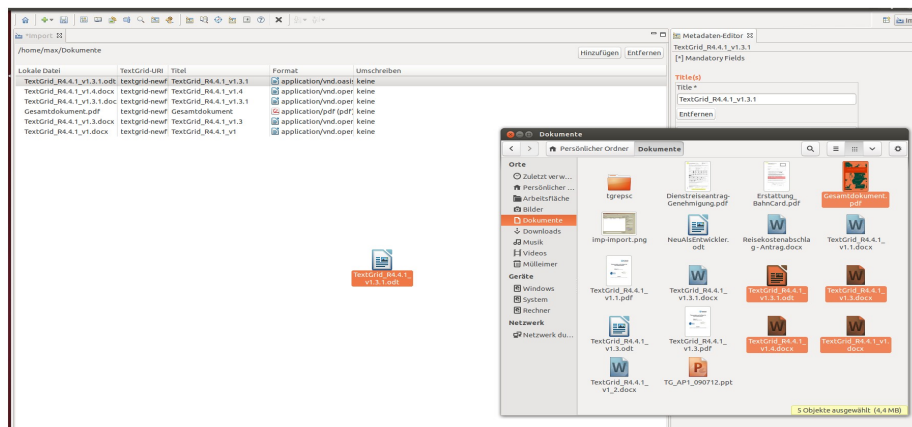 *Import
/home/max/Dokumente
Hinzufügen Entfernen
Lokale Datei TextGrid-URI Titel Format Umschreiben
TextGrid_R4.4.1_v1.3.1.odt textgrid-newf TextGrid_R4.4.1_v1.3.1 application/vnd.oasis keine
TextGrid_R4.4.1_v1.4.docx textgrid-newf TextGrid_R4.4.1_v1.4 application/vnd.oper keine
TextGrid_R4.4.1_v1.3.1.doc textgrid-newf TextGrid_R4.4.1_v1.3.1 application/vnd.oper keine
Gesamtdokument.pdf textgrid-newf Gesamtdokument application/pdf (pdf) keine
TextGrid_R4.4.1_v1.3.docx textgrid-newf TextGrid_R4.4.1_v1.3 application/vnd.oper keine
TextGrid_R4.4.1_v1.docx textgrid-newf TextGrid_R4.4.1_v1 application/vnd.oper keine
TextGrid_R4.4.1_
v1.3.1.odt
Im
Metadaten-Editor
TextGrid_R4.4.1_v1.3.1
[*] Mandatory Fields
Title(s)
Title *
TextGrid_R4.4.1_v1.3.1
Entfernen
Dokumente
Persönlicher Ordner Dokumente
Orte
Zuletzt verw...
Persönlicher ...
Arbeitsfläche
Bilder
Dokumente
Downloads
Musik
Videos
Mülleimer
Geräte
Windows
System
Rechner
Netzwerk
Netzwerk du...
tgrepsc
Dienstreiseantrag-
Genehmigung.pdf
Erstattung_
BahnCard.pdf
Gesamtdokument.
pdf
imp-import.png
NeuAlsEntwickler.
odt
Reisekostenabschla
g - Antrag.docx
TextGrid_R4.4.1_
v1.1.docx
TextGrid_R4.4.1_
v1.1.pdf
TextGrid_R4.4.1_
v1.3.1.docx
TextGrid_R4.4.1_
v1.3.1.odt
TextGrid_R4.4.1_
v1.3.docx
TextGrid_R4.4.1_
v1.3.odt
TextGrid_R4.4.1_
v1.3.pdf
TextGrid_R4.4.1_
v1.4.docx
TextGrid_R4.4.1_v1.
docx
TextGrid_R4.4.1_
v1_2.docx
TG_AP1_090712.ppt
5 Objekte ausgewählt (4,4 MB)